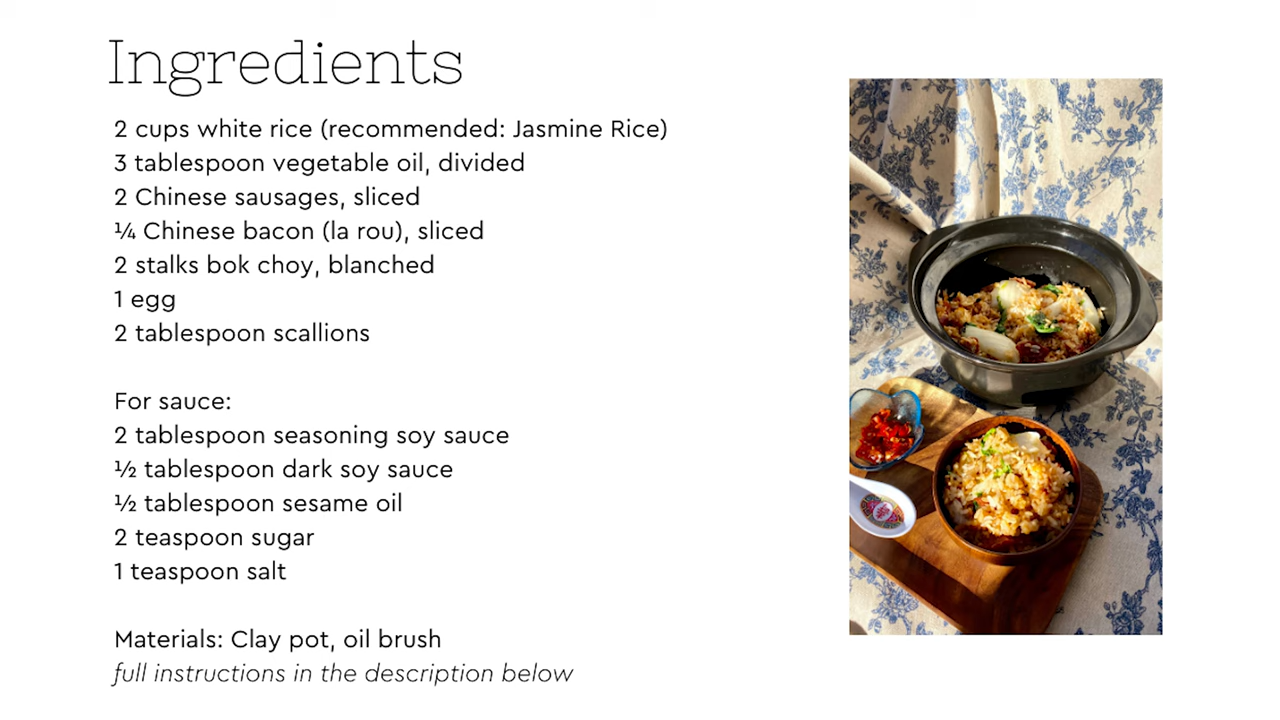 Ingredients
2 cups white rice (recommended: Jasmine Rice)
3 tablespoon vegetable oil, divided
2 Chinese sausages, sliced
¼ Chinese bacon (la rou), sliced
2 stalks bok choy, blanched
1 egg
2 tablespoon scallions
For sauce:
2 tablespoon seasoning soy sauce
½ tablespoon dark soy sauce
½ tablespoon sesame oil
2 teaspoon sugar
1 teaspoon salt
Materials: Clay pot, oil brush
full instructions in the description below